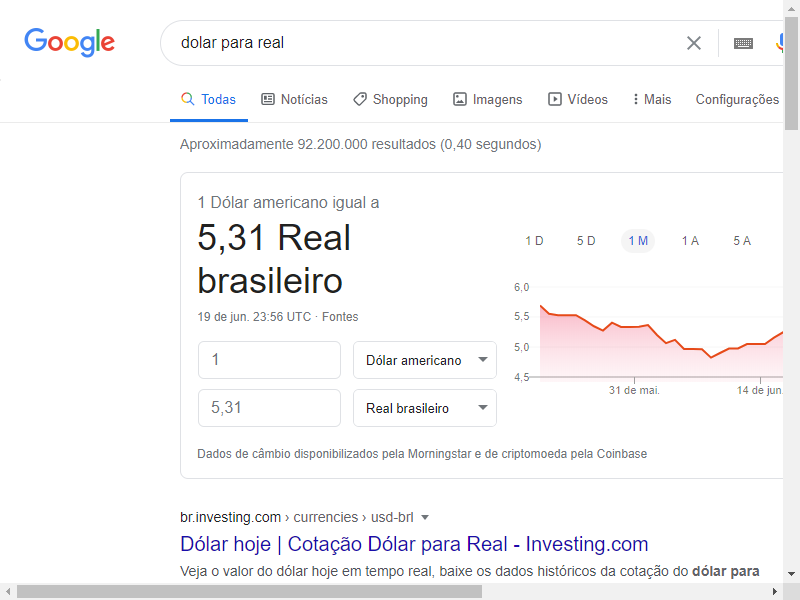 Google
dolar para real
Todas Notícias Shopping Imagens Vídeos Mais Configurações
Aproximadamente 92.200.000 resultados (0,40 segundos)
1 Dólar americano igual a
5,31 Real
brasileiro
19 de jun. 23:56 UTC · Fontes
1 Dólar americano
5,31 Real brasileiro
1 D 5 D 1 M 1 A 5 A
6,0
5,5
5,0
4,5
31 de mai. 14 de jun.
Dados de câmbio disponibilizados pela Morningstar e de criptomoeda pela Coinbase
br.investing.com › currencies › usd-brl
Dólar hoje | Cotação Dólar para Real - Investing.com
Veja o valor do dólar hoje em tempo real, baixe os dados históricos da cotação do dólar para